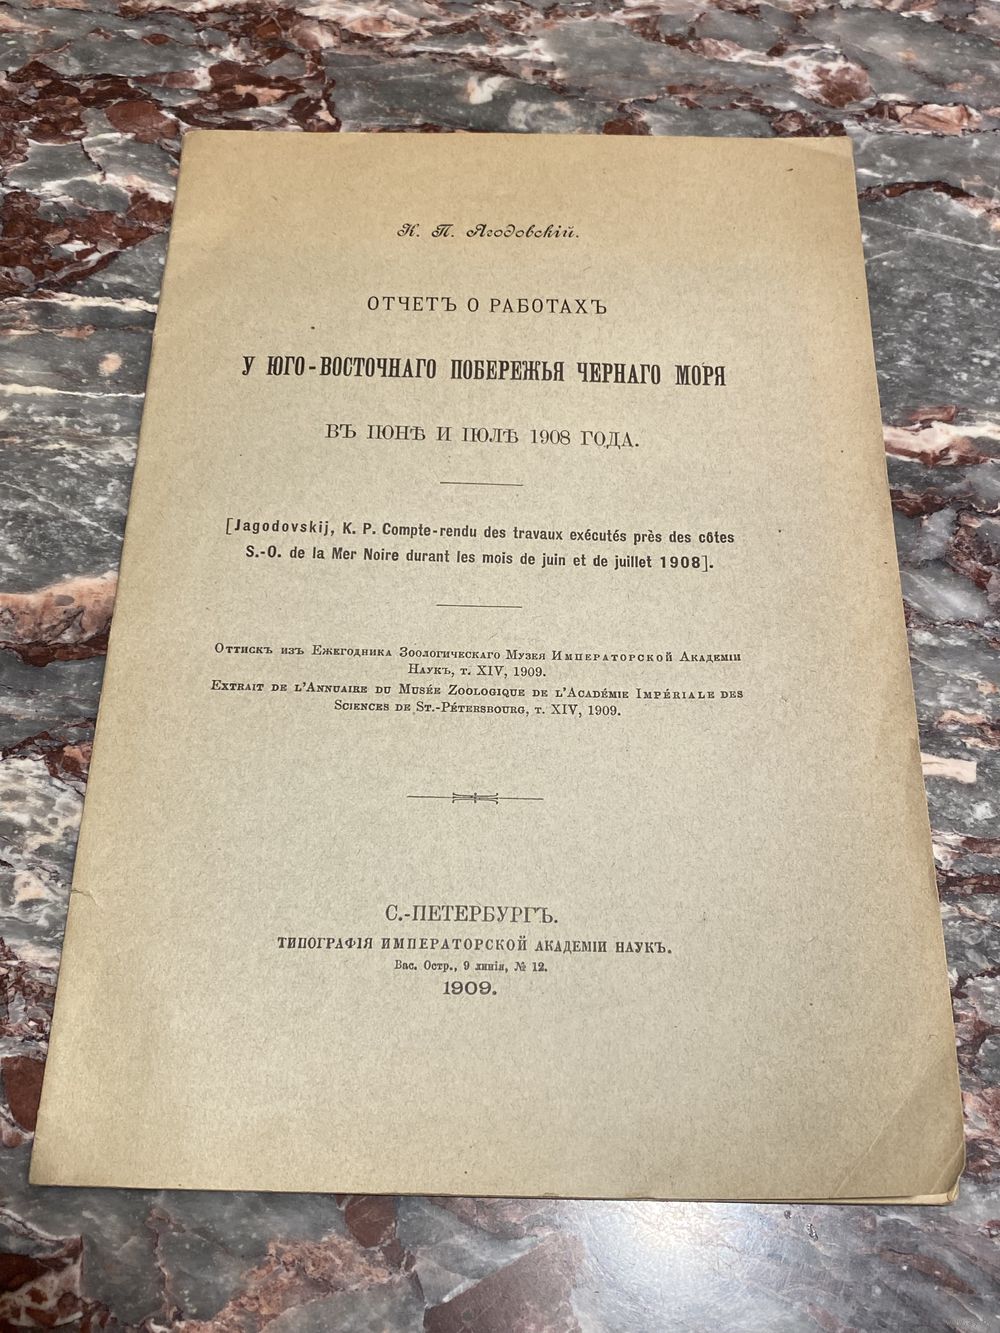 К. П. Ягодовскій.
ОТЧЕТЪ О РАБОТАХЪ
У ЮГО-ВОСТОЧНАГО ПОБЕРЕЖЬЯ ЧЕРНАГО МОРЯ
ВЪ ІЮНѢ И ІЮЛѢ 1908 ГОДА.
[Jagodovskij, K. P. Compte-rendu des travaux exécutés près des côtes
S.-O. de la Mer Noire durant les mois de juin et de juillet 1908].
Оттискъ изъ Ежегодника Зоологическаго Музея Императорской Академіи
Наукъ, т. XIV, 1909.
Extrait de l'Annuaire du Musée Zoologique de l'Académie Impériale des
Sciences de St.-Pétersbourg, t. XIV, 1909.
С.-ПЕТЕРБУРГЪ.
ТИПОГРАФІЯ ИМПЕРАТОРСКОЙ АКАДЕМІИ НАУКЪ.
Вас. Остр., 9 линія, № 12.
1909.